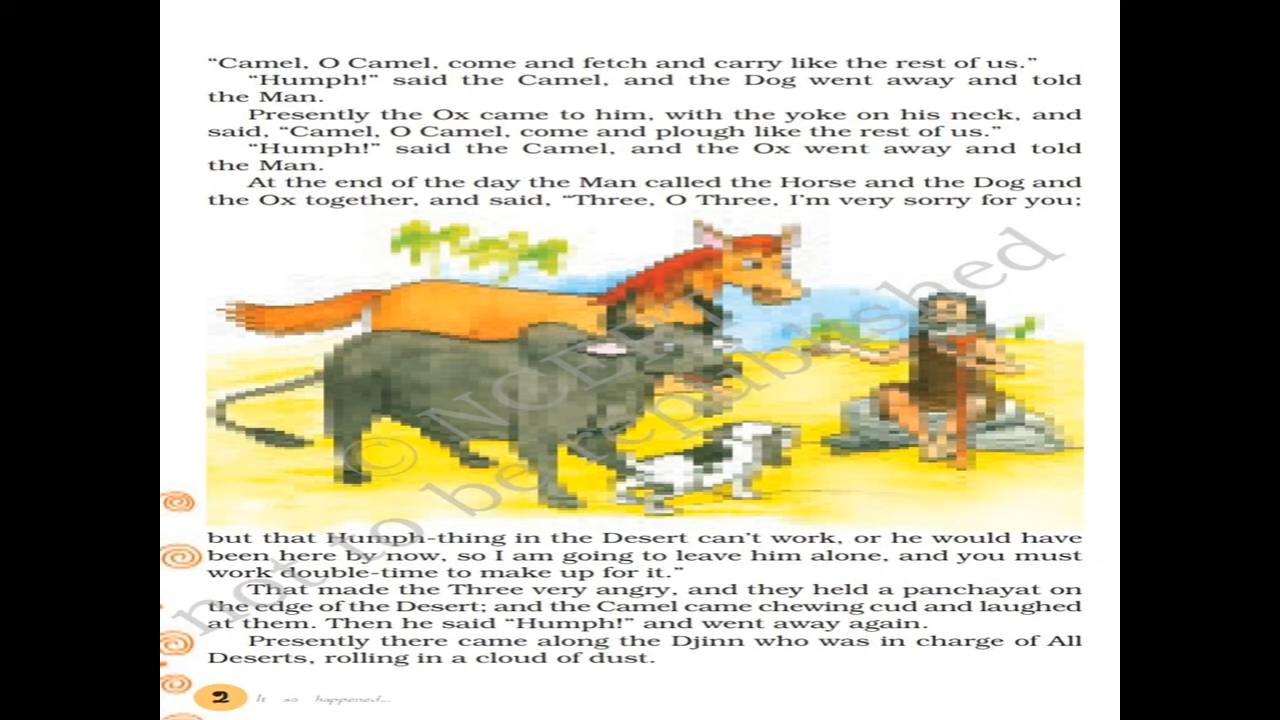 “Camel, O Camel, come and fetch and carry like the rest of us.”
“Humph!” said the Camel, and the Dog went away and told
the Man.
Presently the Ox came to him, with the yoke on his neck, and
said, “Camel, O Camel, come and plough like the rest of us.”
“Humph!” said the Camel, and the Ox went away and told
the Man.
At the end of the day the Man called the Horse and the Dog and
the Ox together, and said, “Three, O Three, I’m very sorry for you;
© NCERT
not to be republished
but that Humph-thing in the Desert can’t work, or he would have
been here by now, so I am going to leave him alone, and you must
work double-time to make up for it.”
That made the Three very angry, and they held a panchayat on
the edge of the Desert; and the Camel came chewing cud and laughed
at them. Then he said “Humph!” and went away again.
Presently there came along the Djinn who was in charge of All
Deserts, rolling in a cloud of dust.
2 It so happened...